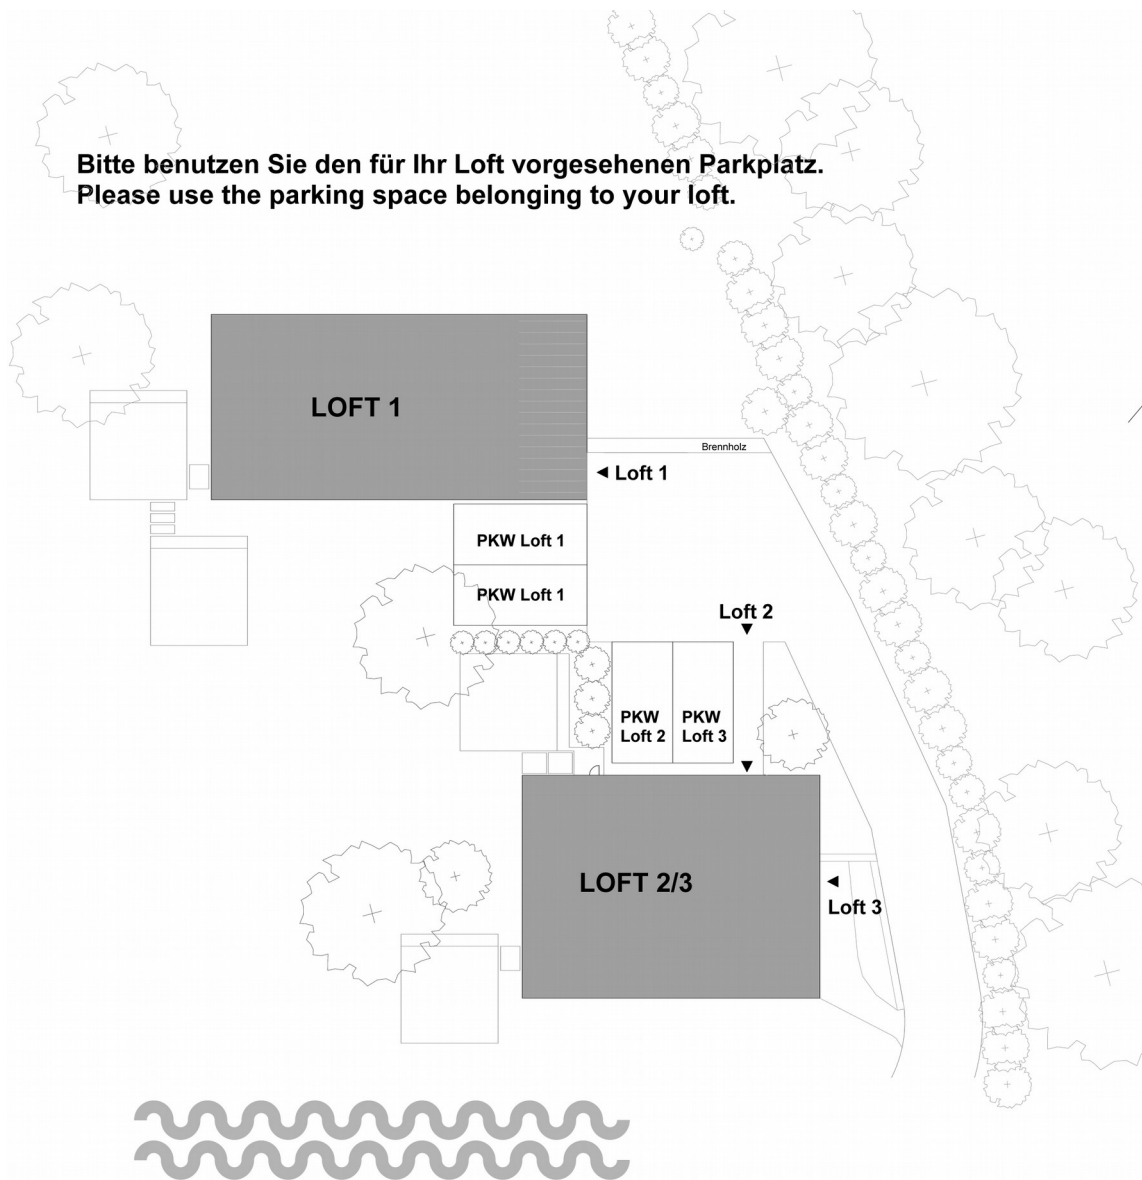 Bitte benutzen Sie den für Ihr Loft vorgesehenen Parkplatz.
Please use the parking space belonging to your loft.
LOFT 1
Brennholz
Loft 1
PKW Loft 1
PKW Loft 1
Loft 2
PKW
Loft 2
PKW
Loft 3
LOFT 2/3
Loft 3